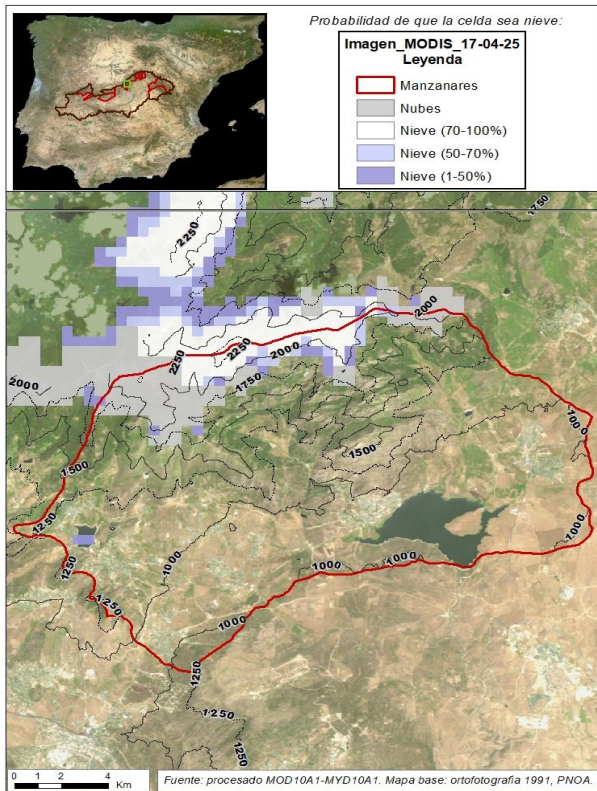 Probabilidad de que la celda sea nieve:
Imagen_MODIS_17-04-25
Leyenda
Manzanares
Nubes
Nieve (70-100%)
Nieve (50-70%)
Nieve (1-50%)
1750
2250
2000
2250
2250
2000
2000
1750
1000
1500
1500
1250
1000
1000
1250
1000
1000
1250
1000
1250
1250
1250
0 1 2 4
Km
Fuente: procesado MOD10A1-MYD10A1. Mapa base: ortofotografia 1991, PNOA.